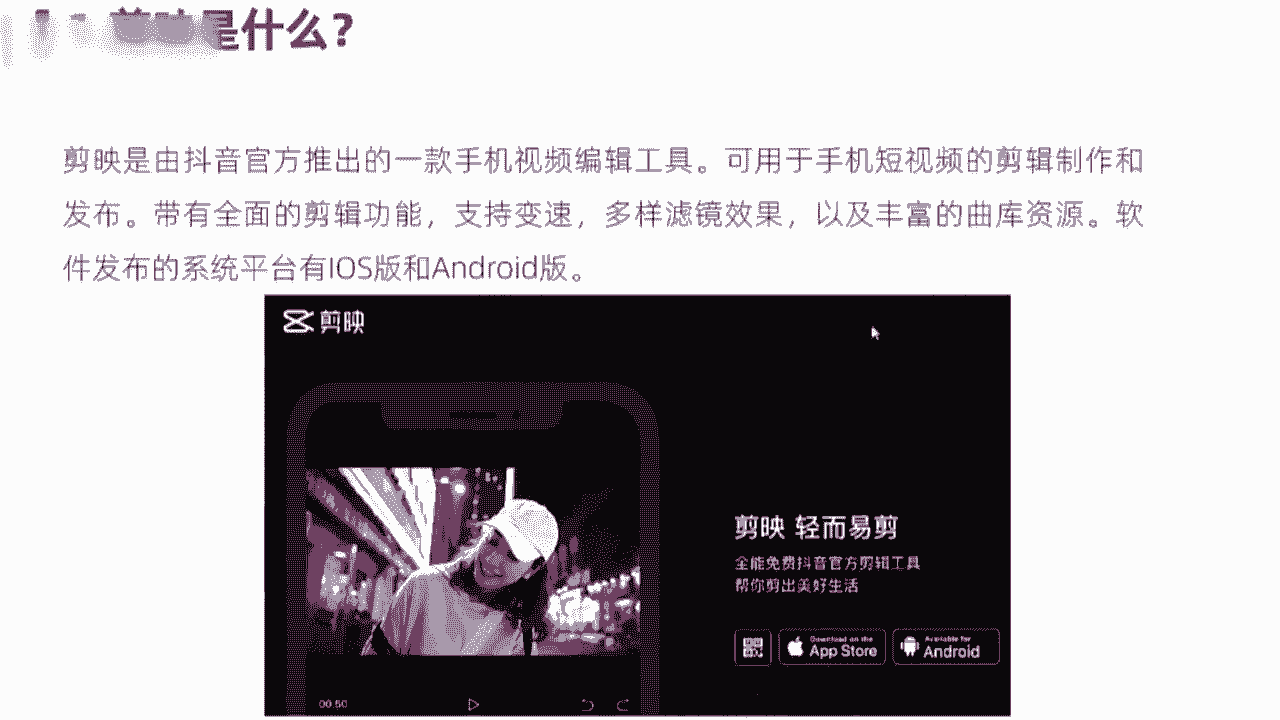 是什么？
剪映是由抖音官方推出的一款手机视频编辑工具。可用于手机短视频的剪辑制作和
发布。带有全面的剪辑功能，支持变速，多样滤镜效果，以及丰富的曲库资源。软
件发布的系统平台有IOS版和Android版。
剪映
剪映 轻而易剪
全能免费抖音官方剪辑工具
帮你剪出美好生活
Download on the
App Store
Available for
Android
00:50